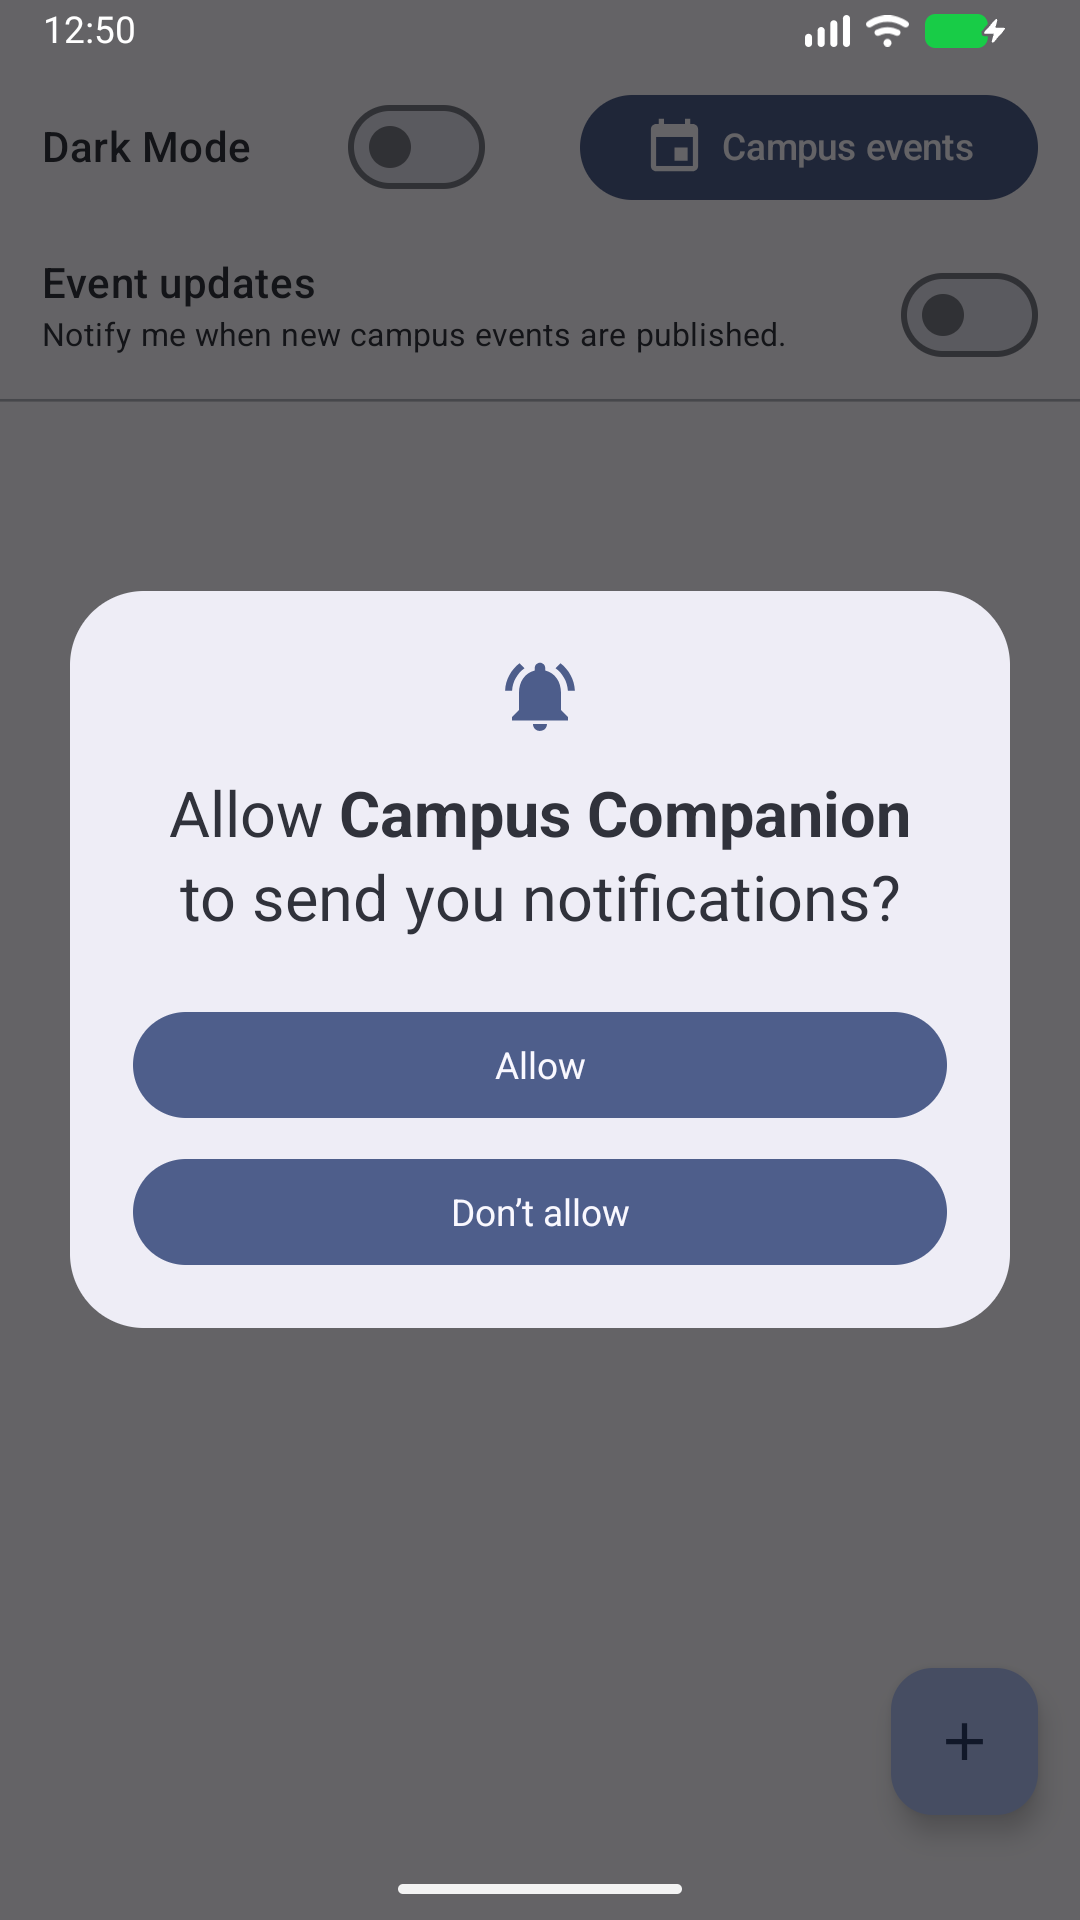 12:50
Dark Mode
Campus events
Event updates
Notify me when new campus events are published.
Allow Campus Companion
to send you notifications?
Allow
Don’t allow